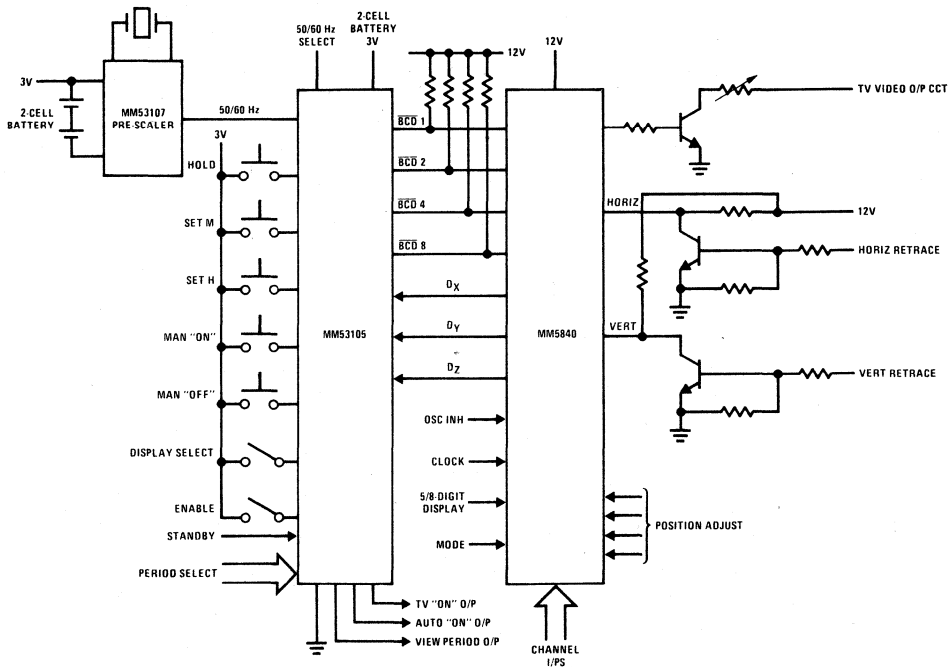 3V
2-CELL
BATTERY
MM53107
PRE-SCALER
50/60 Hz
50/60 Hz
SELECT
2-CELL
BATTERY
3V
12V
12V
3V
HOLD
SET M
SET H
MAN "ON"
MAN "OFF"
DISPLAY SELECT
ENABLE
STANDBY
PERIOD SELECT
MM53105
BCD 1
BCD 2
BCD 4
BCD 8
DX
DY
DZ
OSC INH
CLOCK
5/8-DIGIT
DISPLAY
MODE
MM5840
HORIZ
VERT
TV VIDEO O/P CCT
12V
HORIZ RETRACE
VERT RETRACE
POSITION ADJUST
TV "ON" O/P
AUTO "ON" O/P
VIEW PERIOD O/P
CHANNEL
I/PS